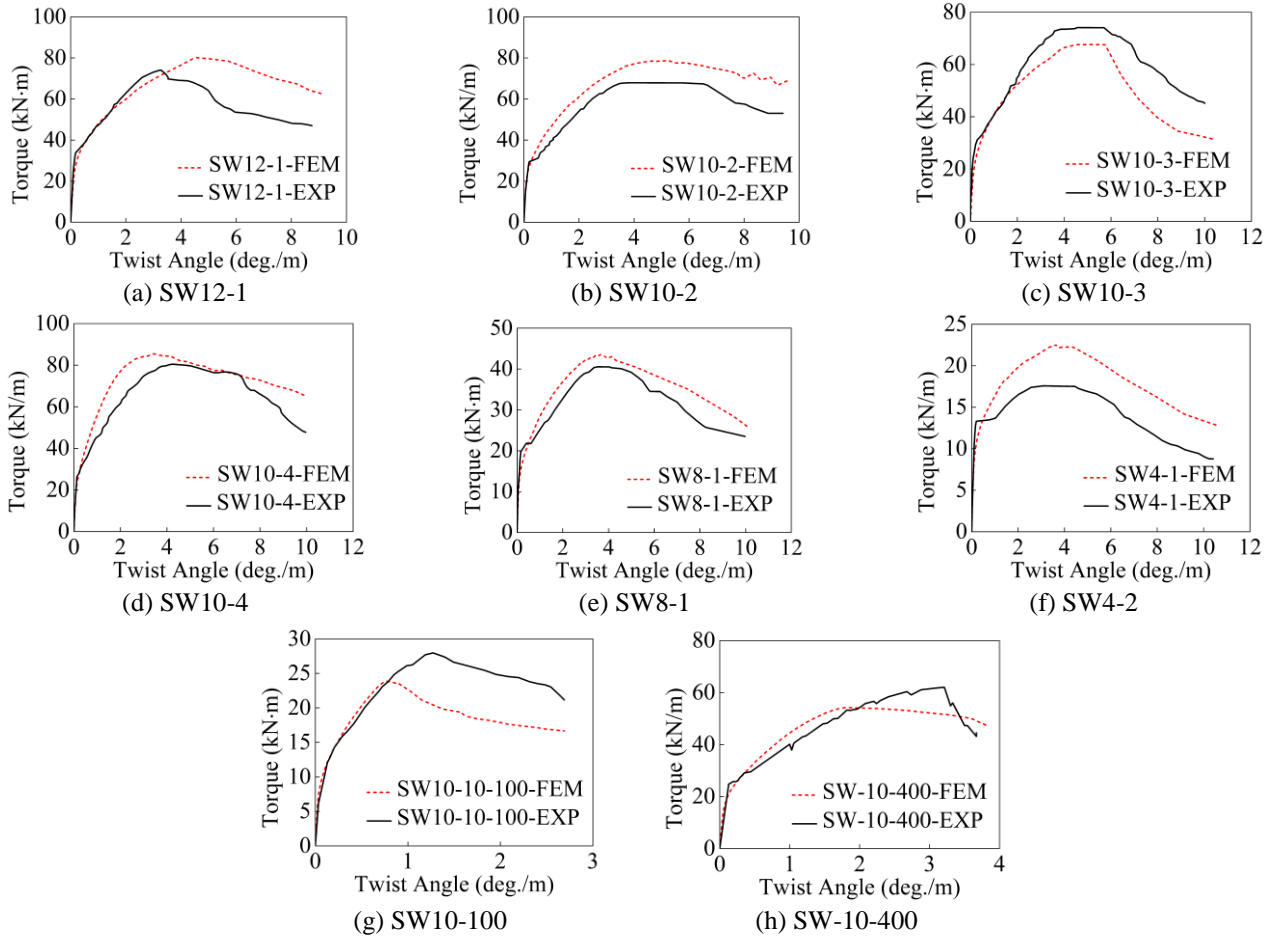 100
80
60
40
20
0
Torque (kN/m)
SW12-1-FEM
SW12-1-EXP
0 2 4 6 8 10
Twist Angle (deg./m)
(a) SW12-1
100
80
60
40
20
0
Torque (kN/m)
SW10-2-FEM
SW10-2-EXP
0 2 4 6 8 10
Twist Angle (deg./m)
(b) SW10-2
80
60
40
20
0
Torque (kN/m)
SW10-3-FEM
SW10-3-EXP
0 2 4 6 8 10 12
Twist Angle (deg./m)
(c) SW10-3
100
80
60
40
20
0
Torque (kN/m)
SW10-4-FEM
SW10-4-EXP
0 2 4 6 8 10 12
Twist Angle (deg./m)
(d) SW10-4
50
40
30
20
10
0
Torque (kN·m)
SW8-1-FEM
SW8-1-EXP
0 2 4 6 8 10 12
Twist Angle (deg./m)
(e) SW8-1
25
20
15
10
5
0
Torque (kN·m)
SW4-1-FEM
SW4-1-EXP
0 3 6 9 12
Twist Angle (deg./m)
(f) SW4-2
30
25
20
15
10
5
0
Torque (kN·m)
SW10-10-100-FEM
SW10-10-100-EXP
0 1 2 3
Twist Angle (deg./m)
(g) SW10-100
80
60
40
20
0
Torque (kN/m)
SW-10-400-FEM
SW-10-400-EXP
0 1 2 3 4
Twist Angle (deg./m)
(h) SW-10-400